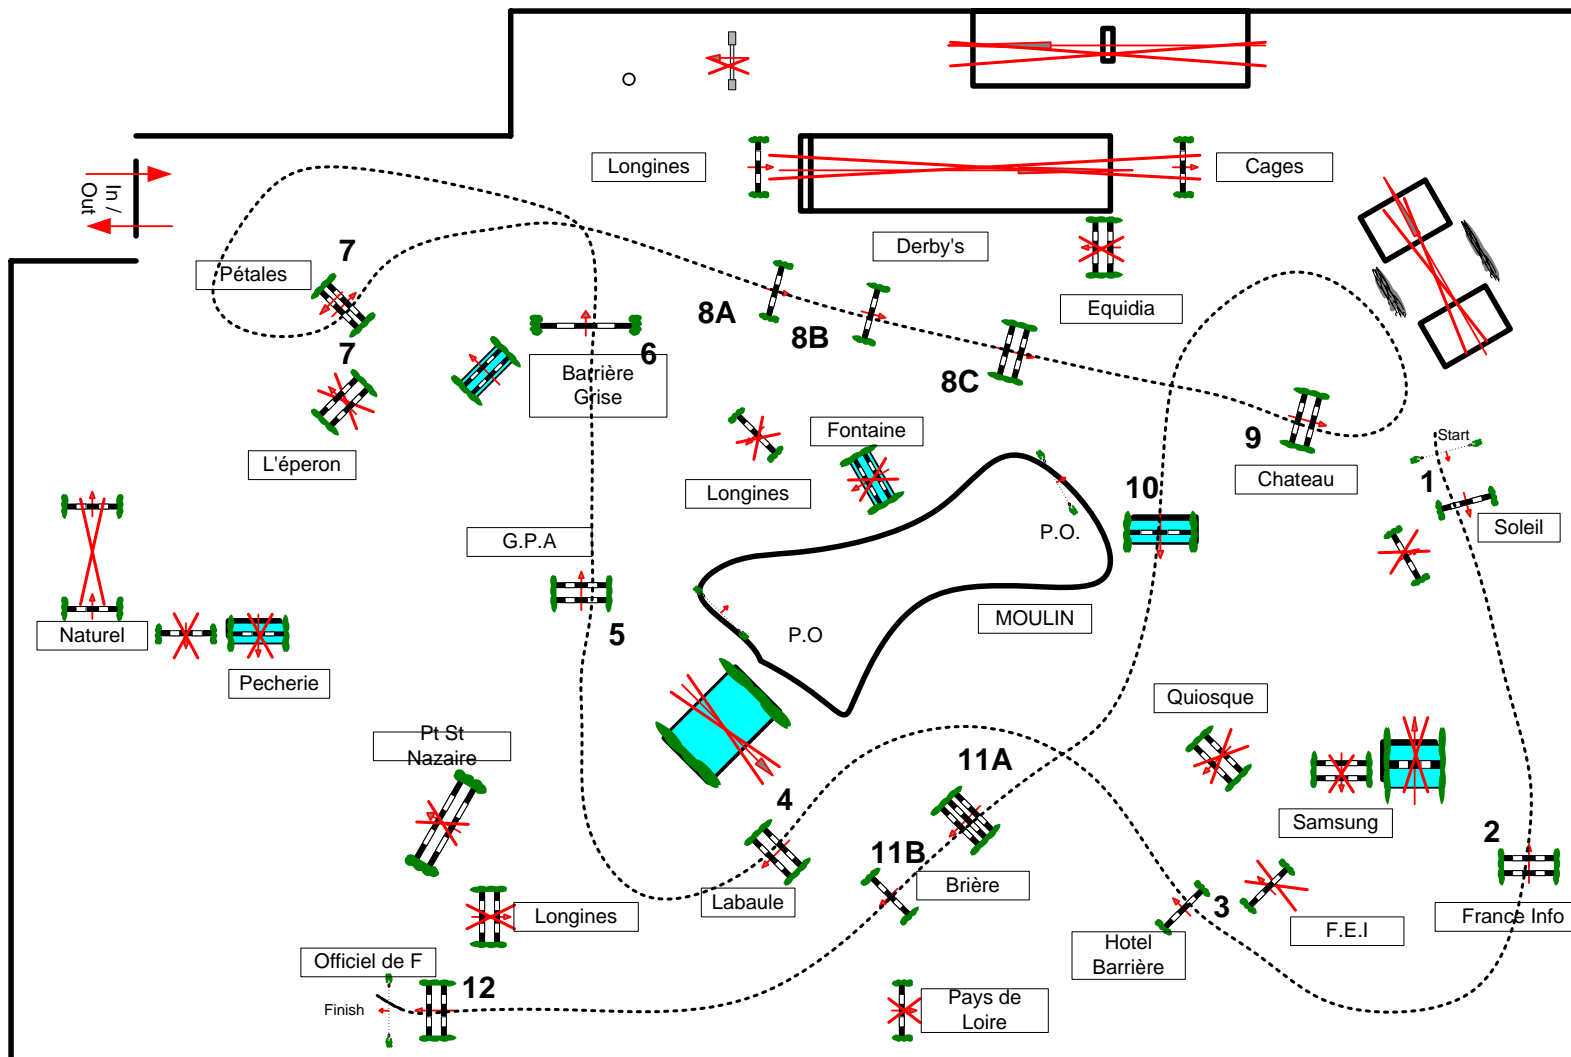 Longines
Cages
In /
Out
Derby's
Pétales
7
Equidia
8A
8B
6
7
8C
Barrière
Grise
Fontaine
9
Start
L'éperon
Longines
Chateau
1
10
Soleil
G.P.A
P.O.
MOULIN
Naturel
5
P.O
Pecherie
Quiosque
Pt St
Nazaire
11A
4
Samsung
2
11B
Brière
Labaule
3
France Info
Longines
F.E.I
Hotel
Barrière
Officiel de F
12
Finish
Pays de
Loire